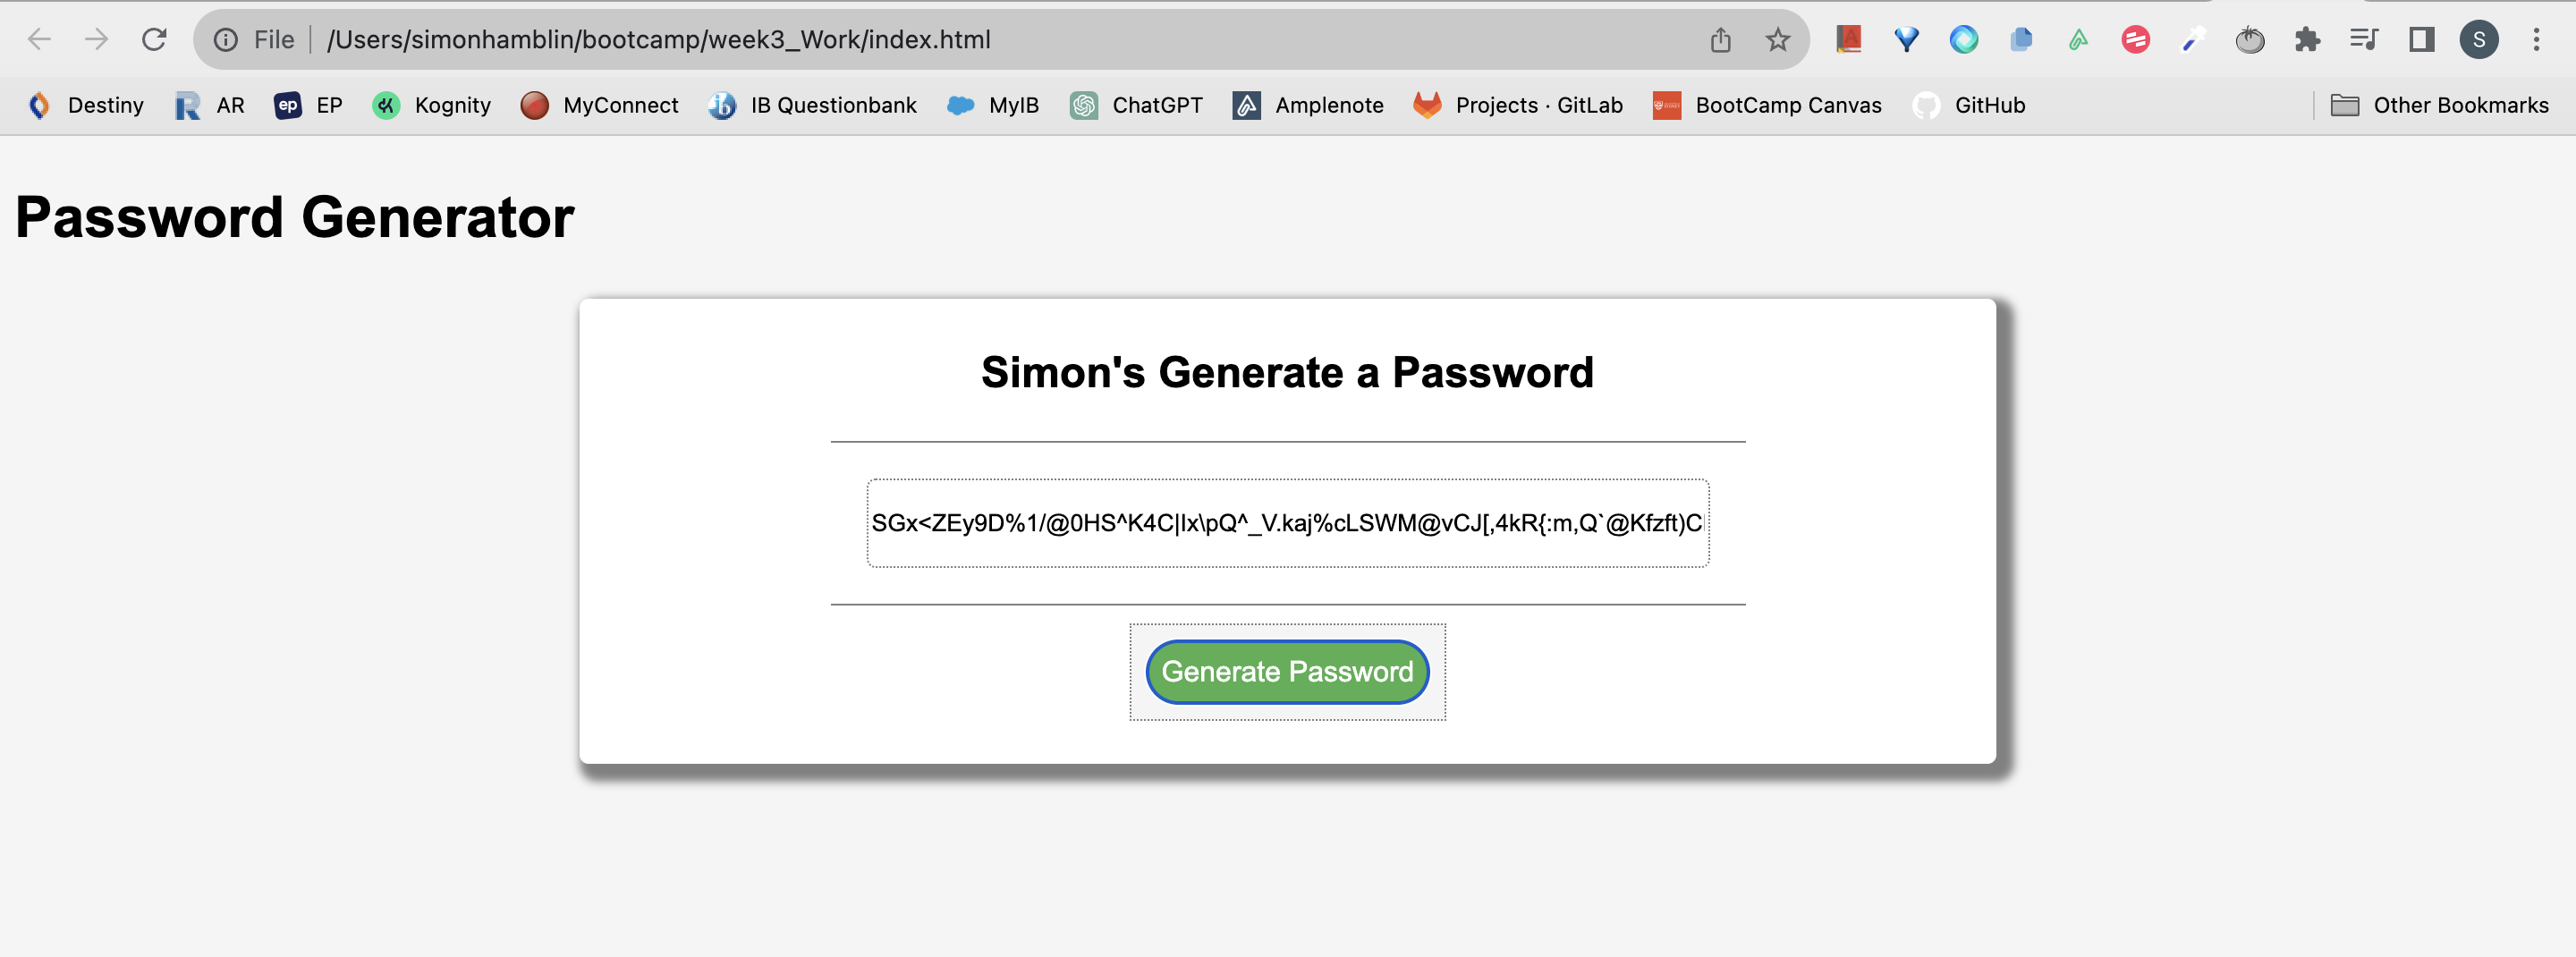 File | /Users/simonhamblin/bootcamp/week3_Work/index.html S
Destiny AR ep EP Kognity MyConnect IB Questionbank MyIB ChatGPT Amplenote Projects · GitLab BootCamp Canvas GitHub Other Bookmarks
Password Generator
Simon's Generate a Password
SGx<ZEy9D%1/@0HS^K4C|Ix\pQ^_V.kaj%cLSWM@vCJ[,4kR{:m,Q`@Kfzft)C
Generate Password